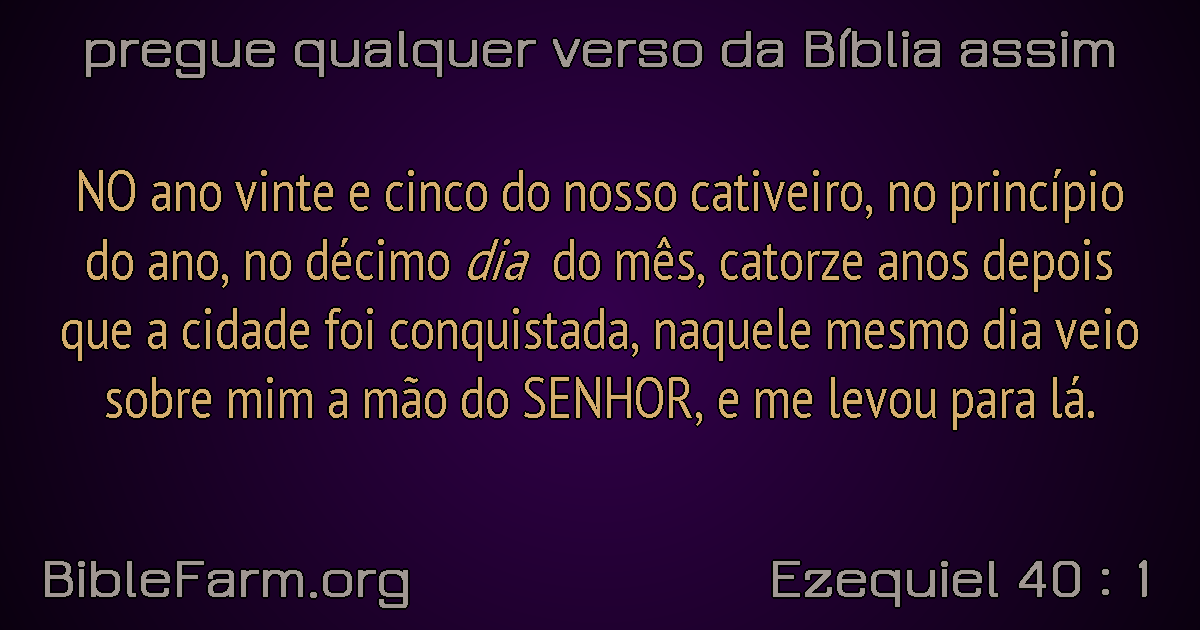 pregue qualquer verso da Bíblia assim
NO ano vinte e cinco do nosso cativeiro, no princípio
do ano, no décimo dia do mês, catorze anos depois
que a cidade foi conquistada, naquele mesmo dia veio
sobre mim a mão do SENHOR, e me levou para lá.
BibleFarm.org
Ezequiel 40 : 1